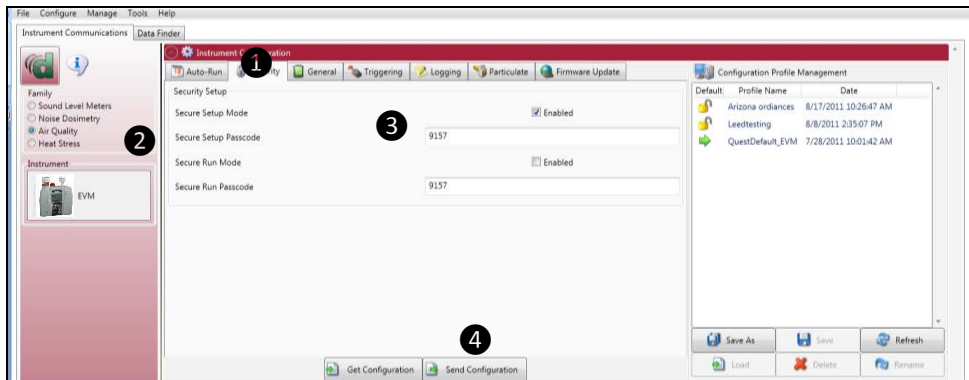 File Configure Manage Tools Help
Instrument Communications Data Finder
Instrument Configuration
1
Auto-Run General Triggering Logging Particulate Firmware Update
Configuration Profile Management
Family
Sound Level Meters
Noise Dosimetry
Air Quality
Heat Stress
2
Instrument
EVM
Security Setup
Secure Setup Mode Enabled
3
Secure Setup Passcode 9157
Secure Run Mode Enabled
Secure Run Passcode 9157
4
Get Configuration Send Configuration
Default Profile Name Date
Arizona ordiances 8/17/2011 10:26:47 AM
Leedtesting 8/8/2011 2:35:07 PM
QuestDefault_EVM 7/28/2011 10:01:42 AM
Save As Save Refresh
Load Delete Rename